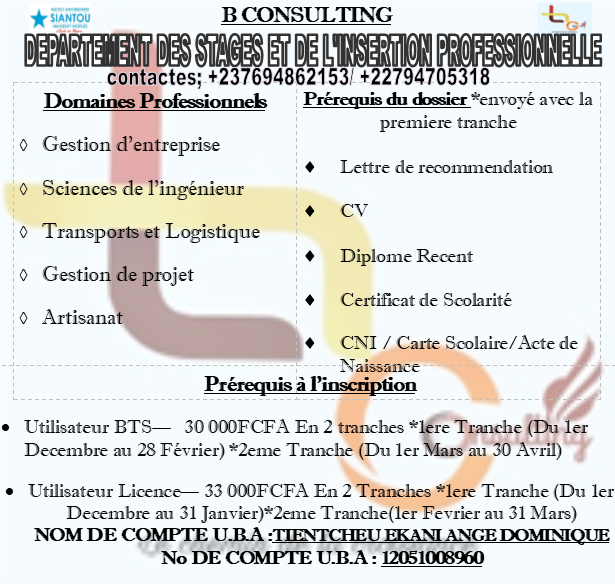 B CONSULTING
SIANTOU
UNIVERSITY INSTITUTE
DEPARTEMENT DES STAGES ET DE L'INSERTION PROFESSIONNELLE
contactes; +237694862153/ +22794705318
Domaines Professionnels
◊ Gestion d'entreprise
◊ Sciences de l'ingénieur
◊ Transports et Logistique
◊ Gestion de projet
◊ Artisanat
Prérequis du dossier *envoyé avec la
premiere tranche
♦ Lettre de recommendation
♦ CV
♦ Diplome Recent
♦ Certificat de Scolarité
♦ CNI / Carte Scolaire/Acte de
Naissance
Prérequis à l'inscription
• Utilisateur BTS— 30 000FCFA En 2 tranches *1ere Tranche (Du 1er
Decembre au 28 Février) *2eme Tranche (Du 1er Mars au 30 Avril)
• Utilisateur Licence— 33 000FCFA En 2 Tranches *1ere Tranche (Du 1er
Decembre au 31 Janvier)*2eme Tranche(1er Fevrier au 31 Mars)
NOM DE COMPTE U.B.A :TIENTCHEU EKANI ANGE DOMINIQUE
No DE COMPTE U.B.A : 12051008960